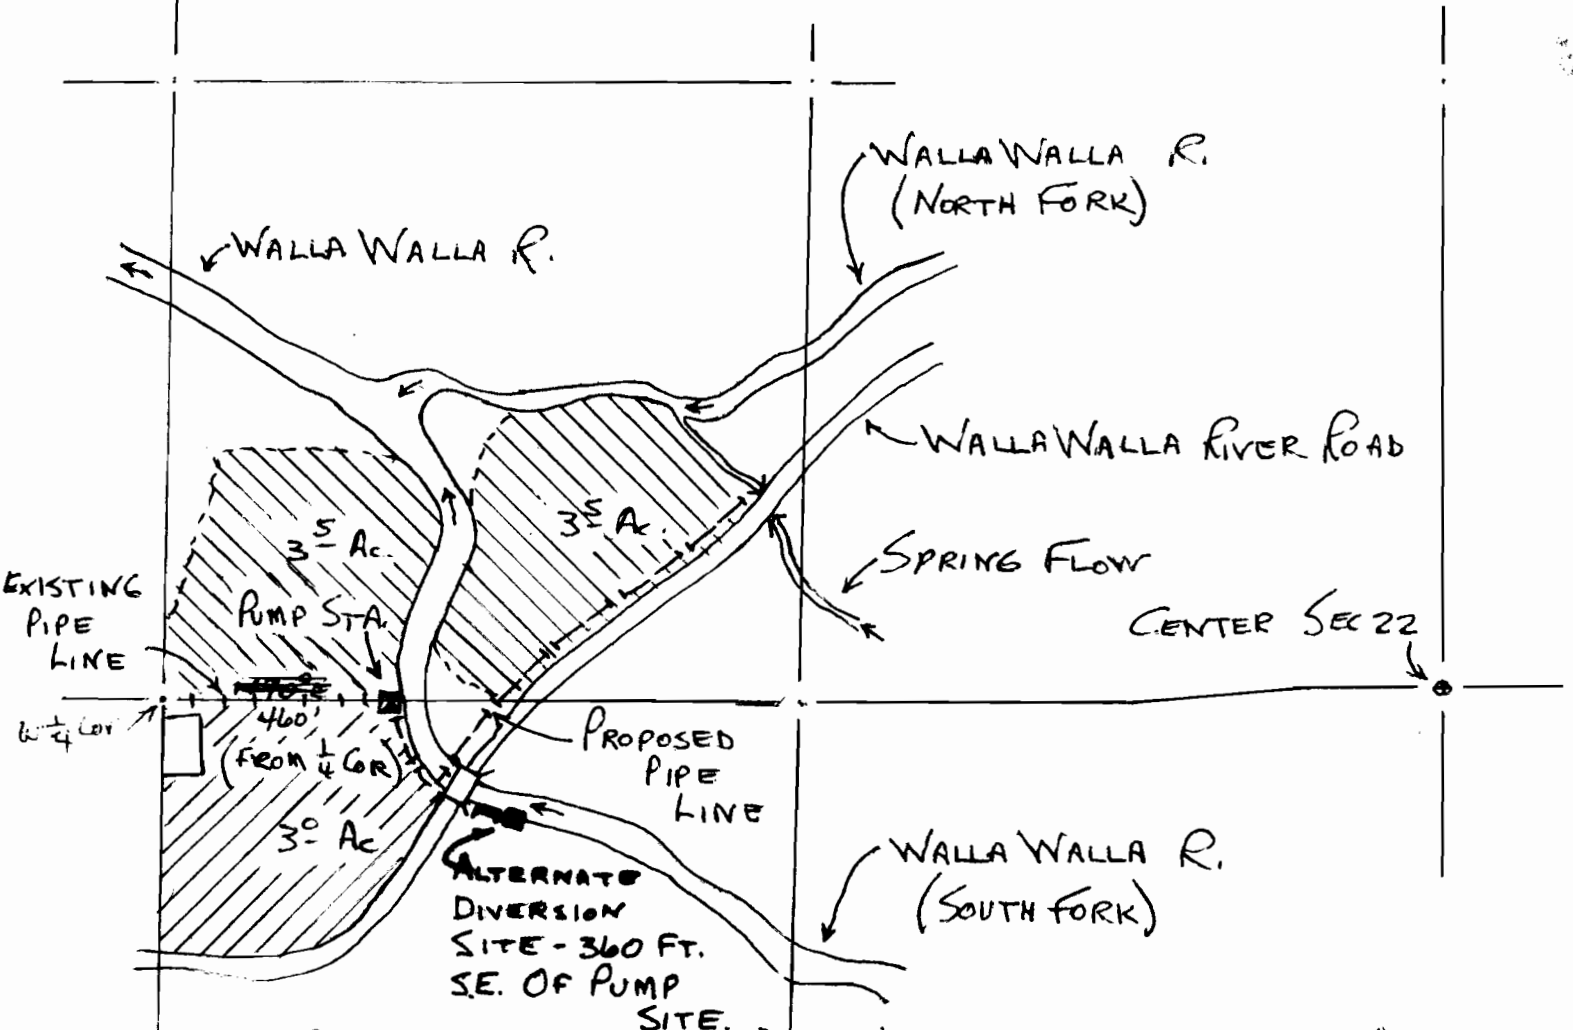 WALLA WALLA R.
(NORTH FORK)
WALLA WALLA R.
WALLA WALLA RIVER ROAD
3 5 Ac.
3 5 Ac.
SPRING FLOW
EXISTING
PIPE
LINE
PUMP STA.
CENTER SEC 22
W 1/4 Cor
460'
(FROM 1/4 COR)
PROPOSED
PIPE
LINE
3 0 Ac
ALTERNATE
DIVERSION
SITE - 360 FT.
S.E. OF PUMP
SITE.
WALLA WALLA R.
(SOUTH FORK)